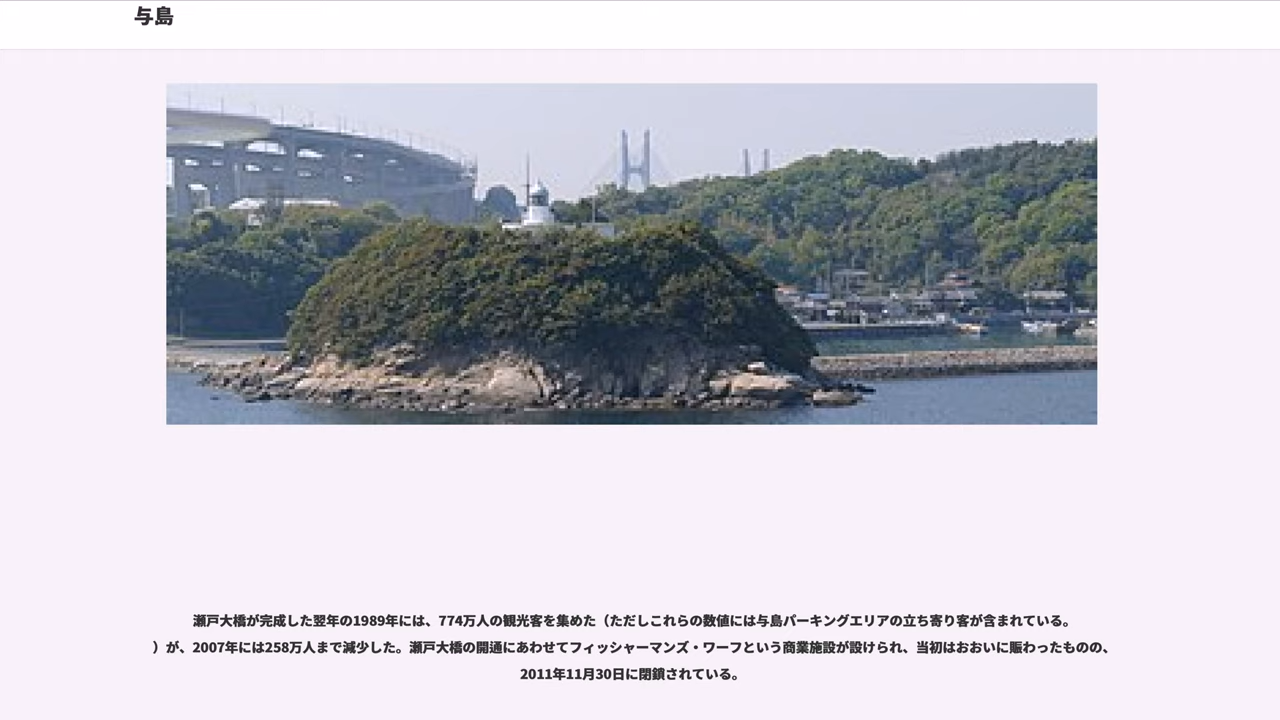 与島
瀬戸大橋が完成した翌年の1989年には、774万人の観光客を集めた（ただしこれらの数値には与島パーキングエリアの立ち寄り客が含まれている。
）が、2007年には258万人まで減少した。瀬戸大橋の開通にあわせてフィッシャーマンズ・ワーフという商業施設が設けられ、当初はおおいに賑わったものの、
2011年11月30日に閉鎖されている。